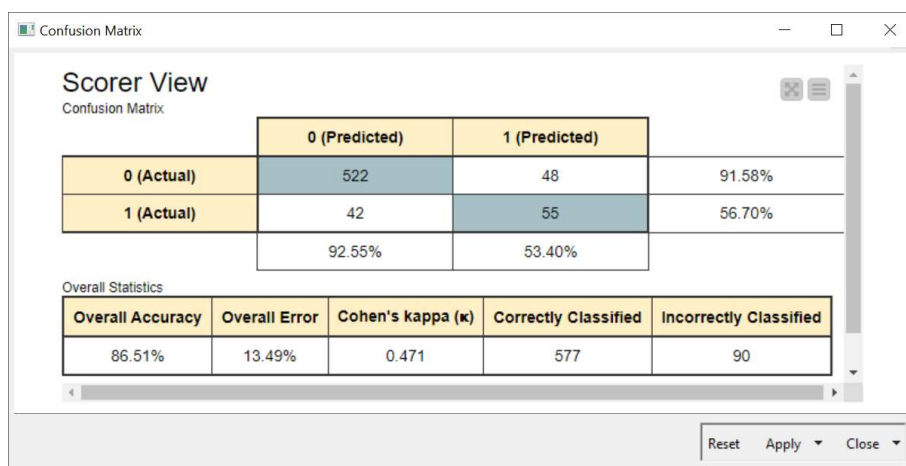 Confusion Matrix
Scorer View
Confusion Matrix
0 (Predicted) 1 (Predicted)
0 (Actual) 522 48 91.58%
1 (Actual) 42 55 56.70%
92.55% 53.40%
Overall Statistics
Overall Accuracy Overall Error Cohen's kappa (κ) Correctly Classified Incorrectly Classified
86.51% 13.49% 0.471 577 90
Reset Apply Close